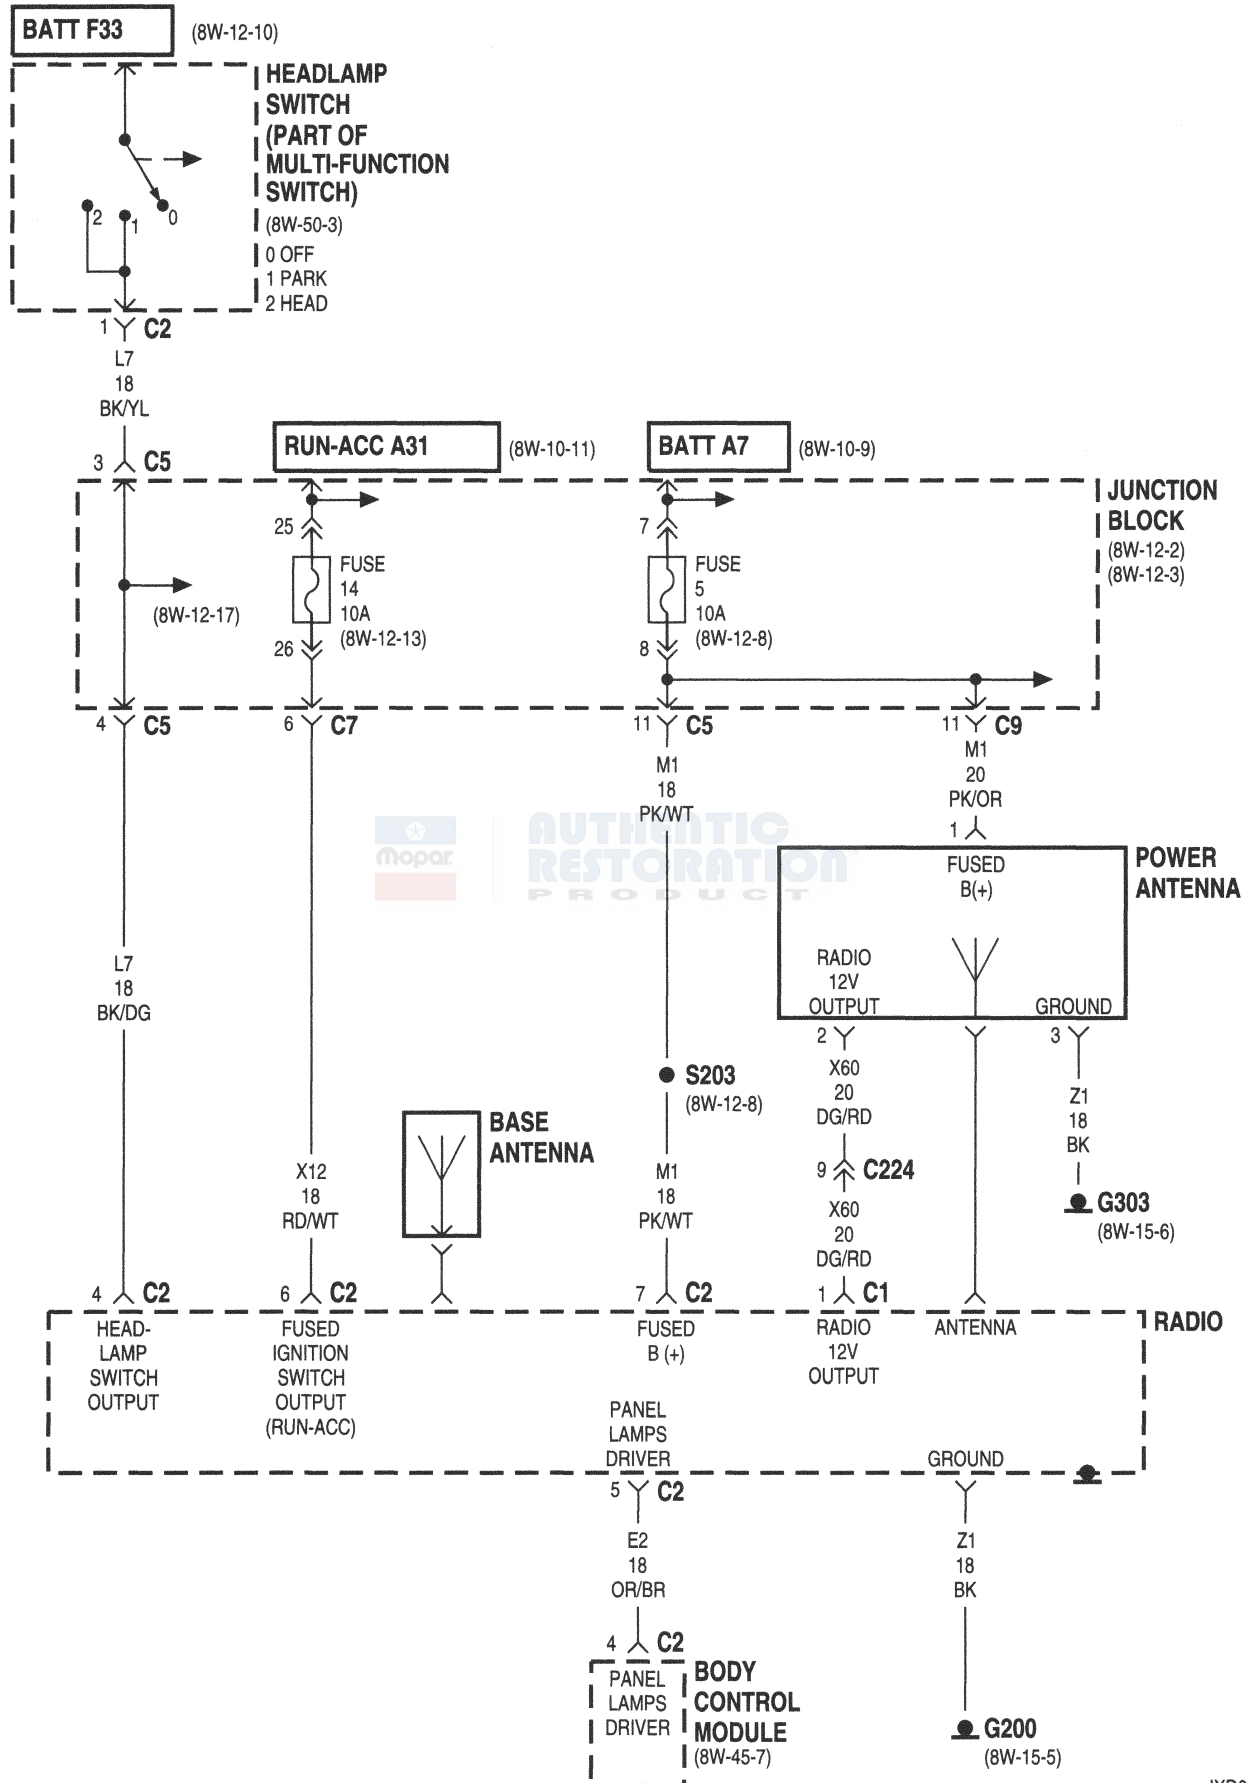 BATT F33
(8W-12-10)
HEADLAMP
SWITCH
(PART OF
MULTI-FUNCTION
SWITCH)
(8W-50-3)
0 OFF
1 PARK
2 HEAD
2
1
0
1
C2
L7
18
BK/YL
3
C5
RUN-ACC A31
(8W-10-11)
BATT A7
(8W-10-9)
JUNCTION
BLOCK
(8W-12-2)
(8W-12-3)
25
FUSE
14
10A
(8W-12-13)
26
7
FUSE
5
10A
(8W-12-8)
8
(8W-12-17)
4
C5
6
C7
11
C5
11
C9
M1
18
PK/WT
M1
20
PK/OR
1
Mopar
AUTHENTIC
RESTORATION
PRODUCT
POWER
ANTENNA
FUSED
B(+)
RADIO
12V
OUTPUT
GROUND
L7
18
BK/DG
2
3
X60
20
DG/RD
Z1
18
BK
S203
(8W-12-8)
BASE
ANTENNA
X12
18
RD/WT
M1
18
PK/WT
9
C224
X60
20
DG/RD
G303
(8W-15-6)
4
C2
6
C2
7
C2
1
C1
RADIO
HEAD-
LAMP
SWITCH
OUTPUT
FUSED
IGNITION
SWITCH
OUTPUT
(RUN-ACC)
FUSED
B (+)
RADIO
12V
OUTPUT
ANTENNA
PANEL
LAMPS
DRIVER
GROUND
5
C2
E2
18
OR/BR
Z1
18
BK
4
C2
PANEL
LAMPS
DRIVER
BODY
CONTROL
MODULE
(8W-45-7)
G200
(8W-15-5)